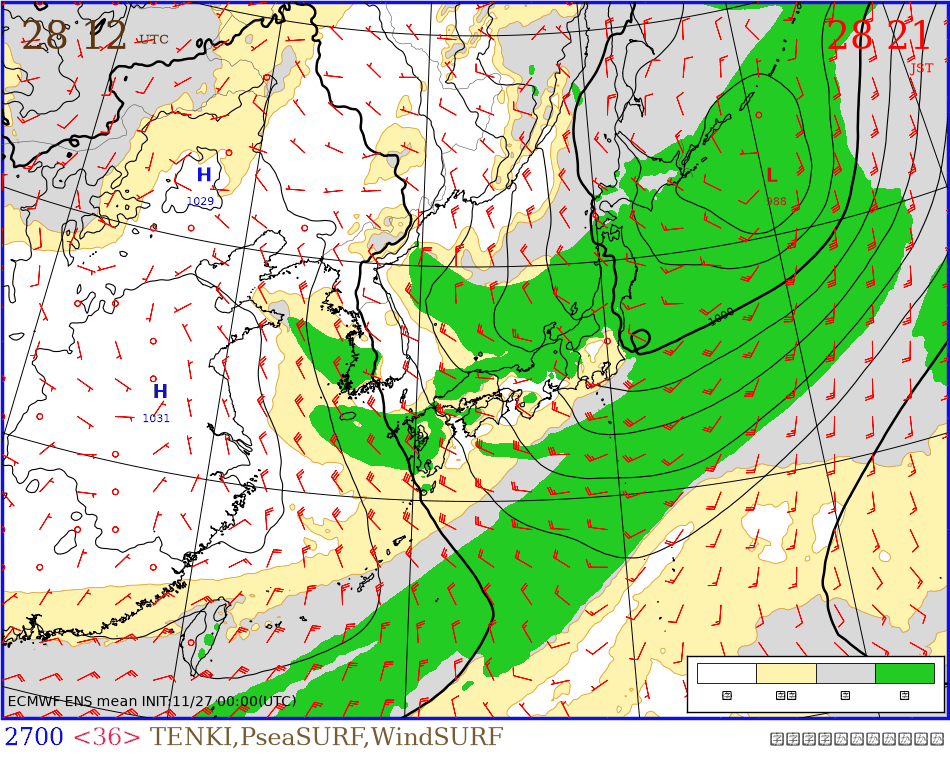 28 12 UTC
28 21
JST
H
1029
L
988
1000
H
1031
ECMWF ENS mean INIT:11/27 00:00(UTC)
2700 <36> TENKI,PseaSURF,WindSURF